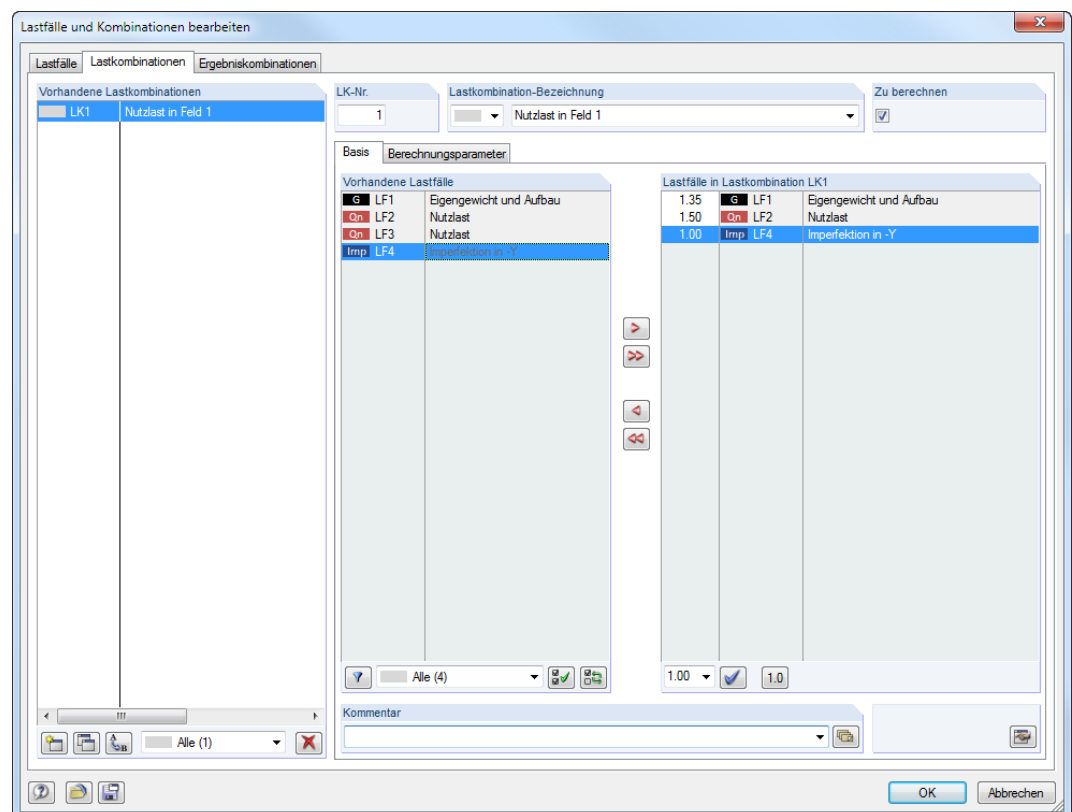 Lastfälle und Kombinationen bearbeiten
Lastfälle Lastkombinationen Ergebniskombinationen
Vorhandene Lastkombinationen
LK1 Nutzlast in Feld 1
LK-Nr.
1
Lastkombination-Bezeichnung
Nutzlast in Feld 1
Zu berechnen
Basis Berechnungsparameter
Vorhandene Lastfälle
G LF1 Eigengewicht und Aufbau
Qn LF2 Nutzlast
Qn LF3 Nutzlast
Imp LF4 Imperfektion in -Y
Lastfälle in Lastkombination LK1
1.35 G LF1 Eigengewicht und Aufbau
1.50 Qn LF2 Nutzlast
1.00 Imp LF4 Imperfektion in -Y
Alle (4)
1.00 1.0
Kommentar
Alle (1)
OK Abbrechen